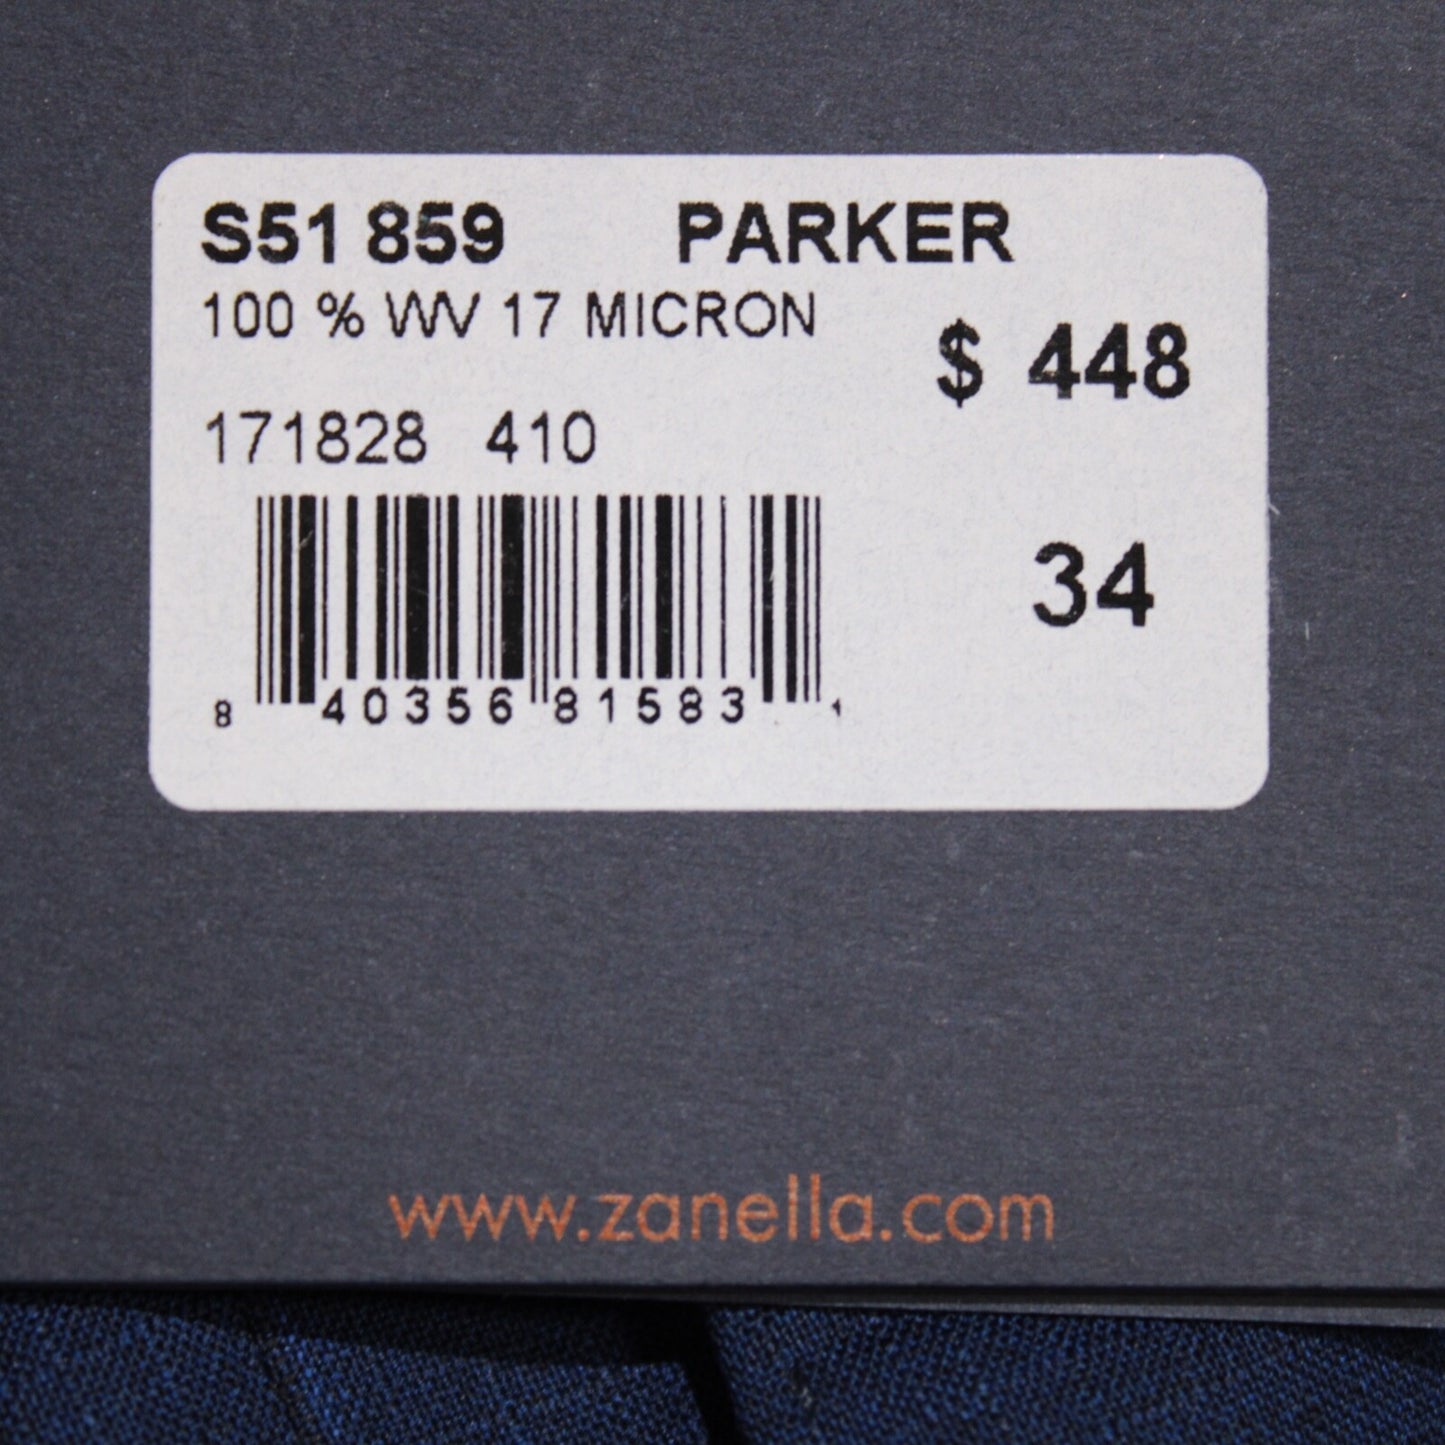 S51 859 PARKER
100 % WV 17 MICRON
$ 448
171828 410
34
8 40356 81583 1
www.zanella.com